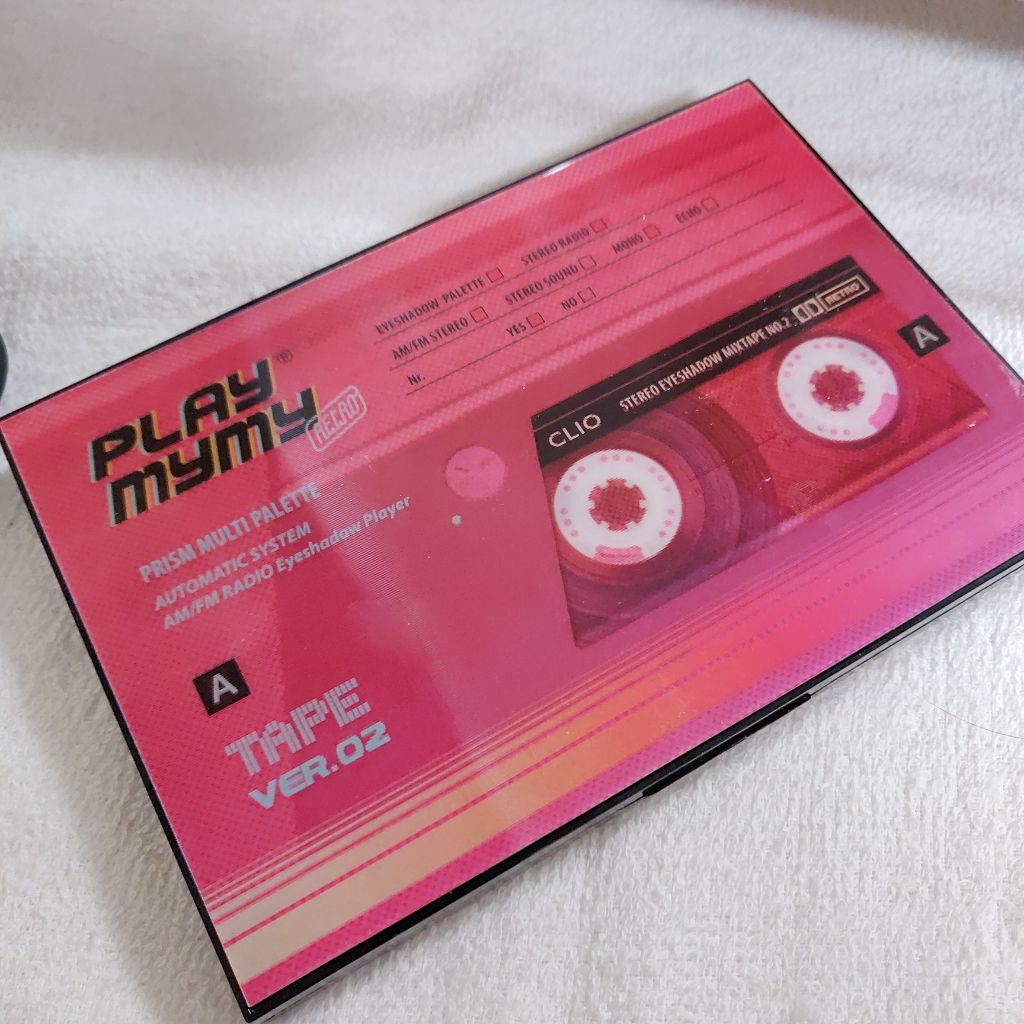 EYESHADOW PALETTE STEREO RADIO
AM/FM STEREO STEREO SOUND MONO ECHO
Nr. YES NO
PLAY®
MYMY
RETRO
PRISM MULTI PALETTE
AUTOMATIC SYSTEM
AM/FM RADIO Eyeshadow Player
CLIO STEREO EYESHADOW MIXTAPE NO.2 RETRO
A
A
TAPE
VER.02